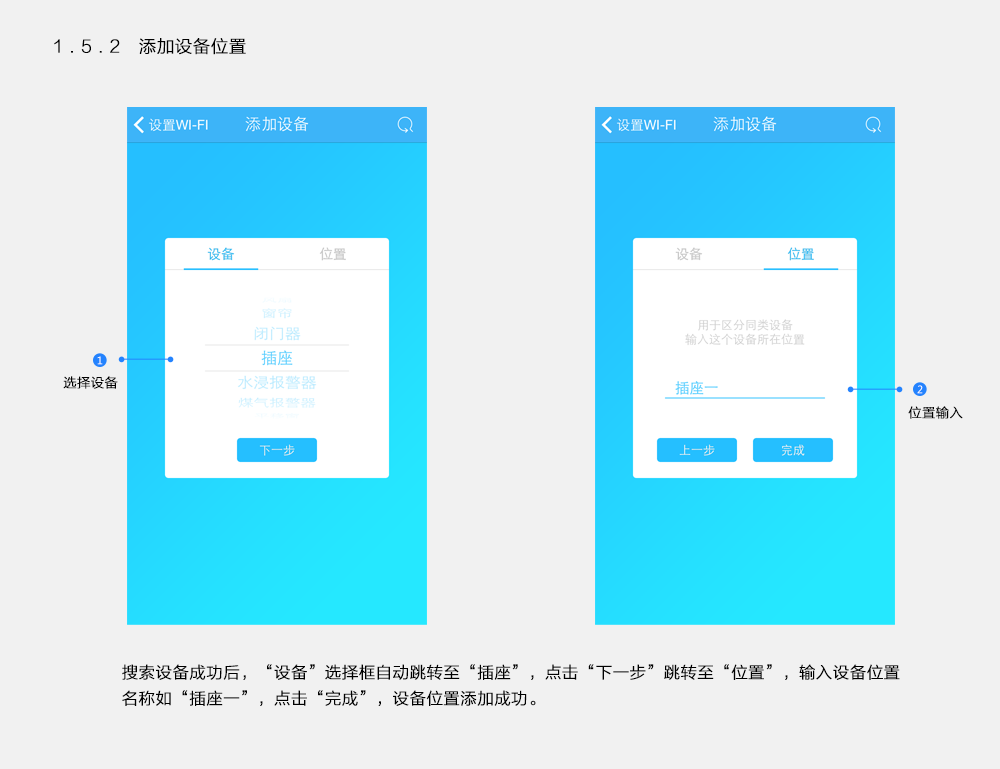 1.5.2 添加设备位置
设置WI-FI 添加设备
设备 位置
窗帘
闭门器
插座
水浸报警器
煤气报警器
下一步
1
选择设备
设置WI-FI 添加设备
设备 位置
用于区分同类设备
输入这个设备所在位置
插座一
上一步 完成
2
位置输入
搜索设备成功后，“设备”选择框自动跳转至“插座”，点击“下一步”跳转至“位置”，输入设备位置
名称如“插座一”，点击“完成”，设备位置添加成功。